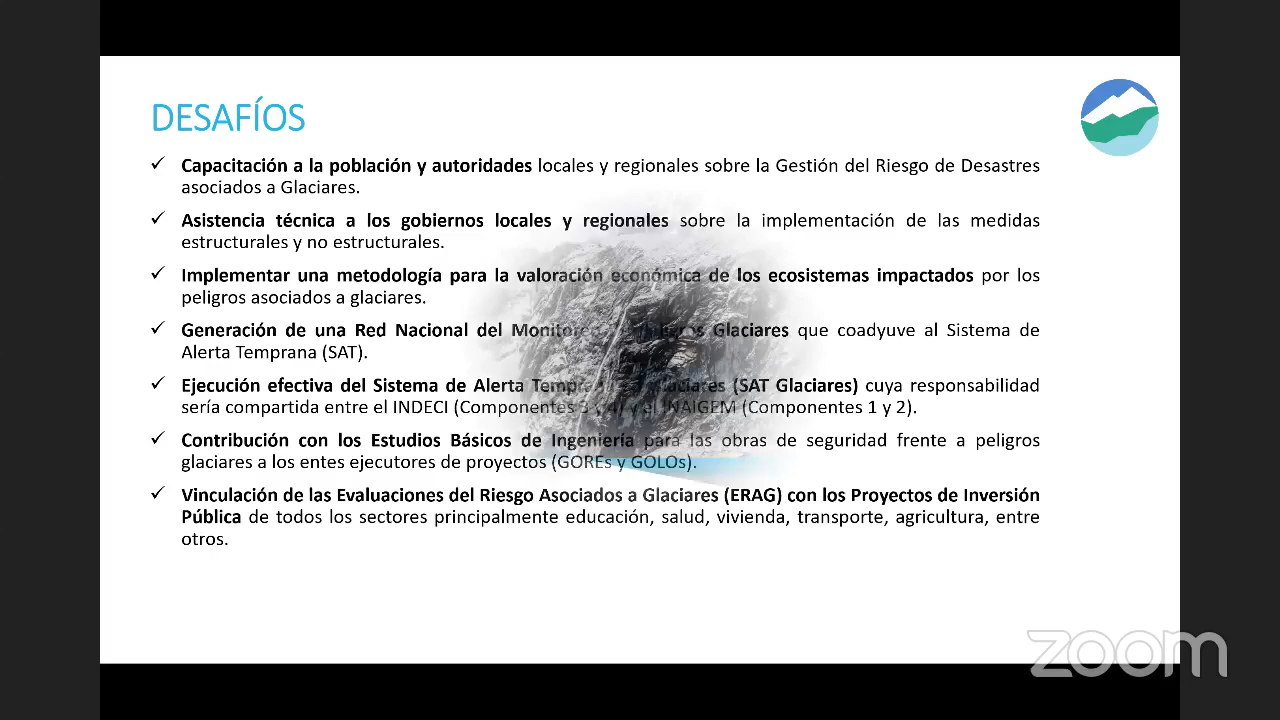 DESAFÍOS
✓ Capacitación a la población y autoridades locales y regionales sobre la Gestión del Riesgo de Desastres
asociados a Glaciares.
✓ Asistencia técnica a los gobiernos locales y regionales sobre la implementación de las medidas
estructurales y no estructurales.
✓ Implementar una metodología para la valoración económica de los ecosistemas impactados por los
peligros asociados a glaciares.
✓ Generación de una Red Nacional del Glaciares que coadyuve al Sistema de
Alerta Temprana (SAT).
✓ Ejecución efectiva del Sistema de Alerta (SAT Glaciares) cuya responsabilidad
sería compartida entre el INDECI (Componentes 3 y 4) y el INAIGEM (Componentes 1 y 2).
✓ Contribución con los Estudios Básicos de Ingeniería para las obras de seguridad frente a peligros
glaciares a los entes ejecutores de proyectos (GOREs y GOLOs).
✓ Vinculación de las Evaluaciones del Riesgo Asociados a Glaciares (ERAG) con los Proyectos de Inversión
Pública de todos los sectores principalmente educación, salud, vivienda, transporte, agricultura, entre
otros.
zoom